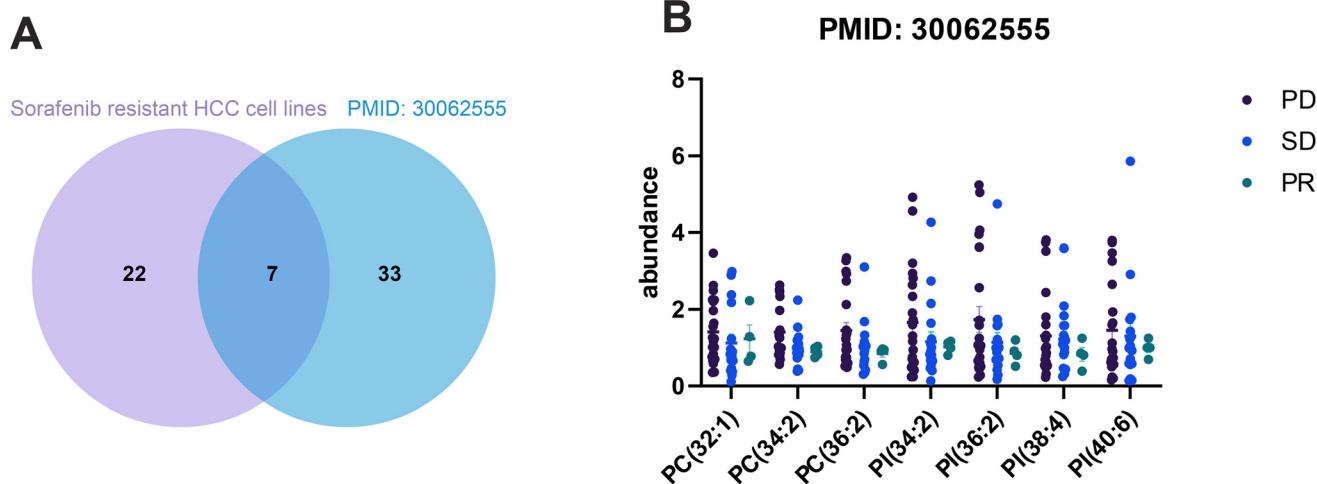 A
Sorafenib resistant HCC cell lines PMID: 30062555
22 7 33
B
PMID: 30062555
abundance
8
6
4
2
0
PC(32:1)
PC(34:2)
PC(36:2)
PI(34:2)
PI(36:2)
PI(38:4)
PI(40:6)
PD
SD
PR